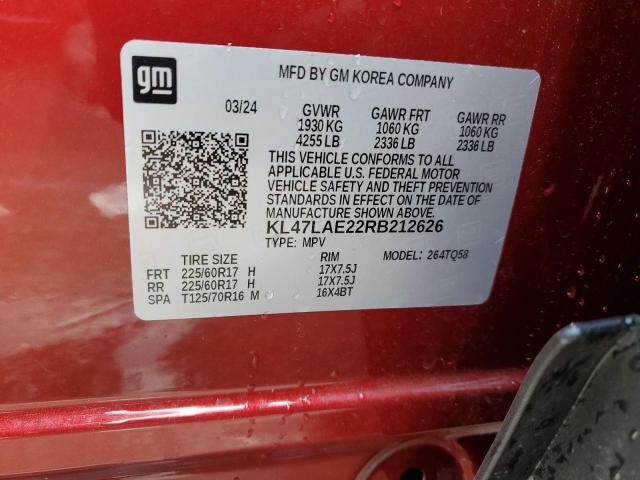 gm
MFD BY GM KOREA COMPANY
03/24 GVWR GAWR FRT GAWR RR
1930 KG 1060 KG 1060 KG
4255 LB 2336 LB 2336 LB
THIS VEHICLE CONFORMS TO ALL
APPLICABLE U.S. FEDERAL MOTOR
VEHICLE SAFETY AND THEFT PREVENTION
STANDARDS IN EFFECT ON THE DATE OF
MANUFACTURE SHOWN ABOVE.
KL47LAE22RB212626
TYPE: MPV MODEL: 264TQ58
TIRE SIZE RIM
FRT 225/60R17 H 17X7.5J
RR 225/60R17 H 17X7.5J
SPA T125/70R16 M 16X4BT